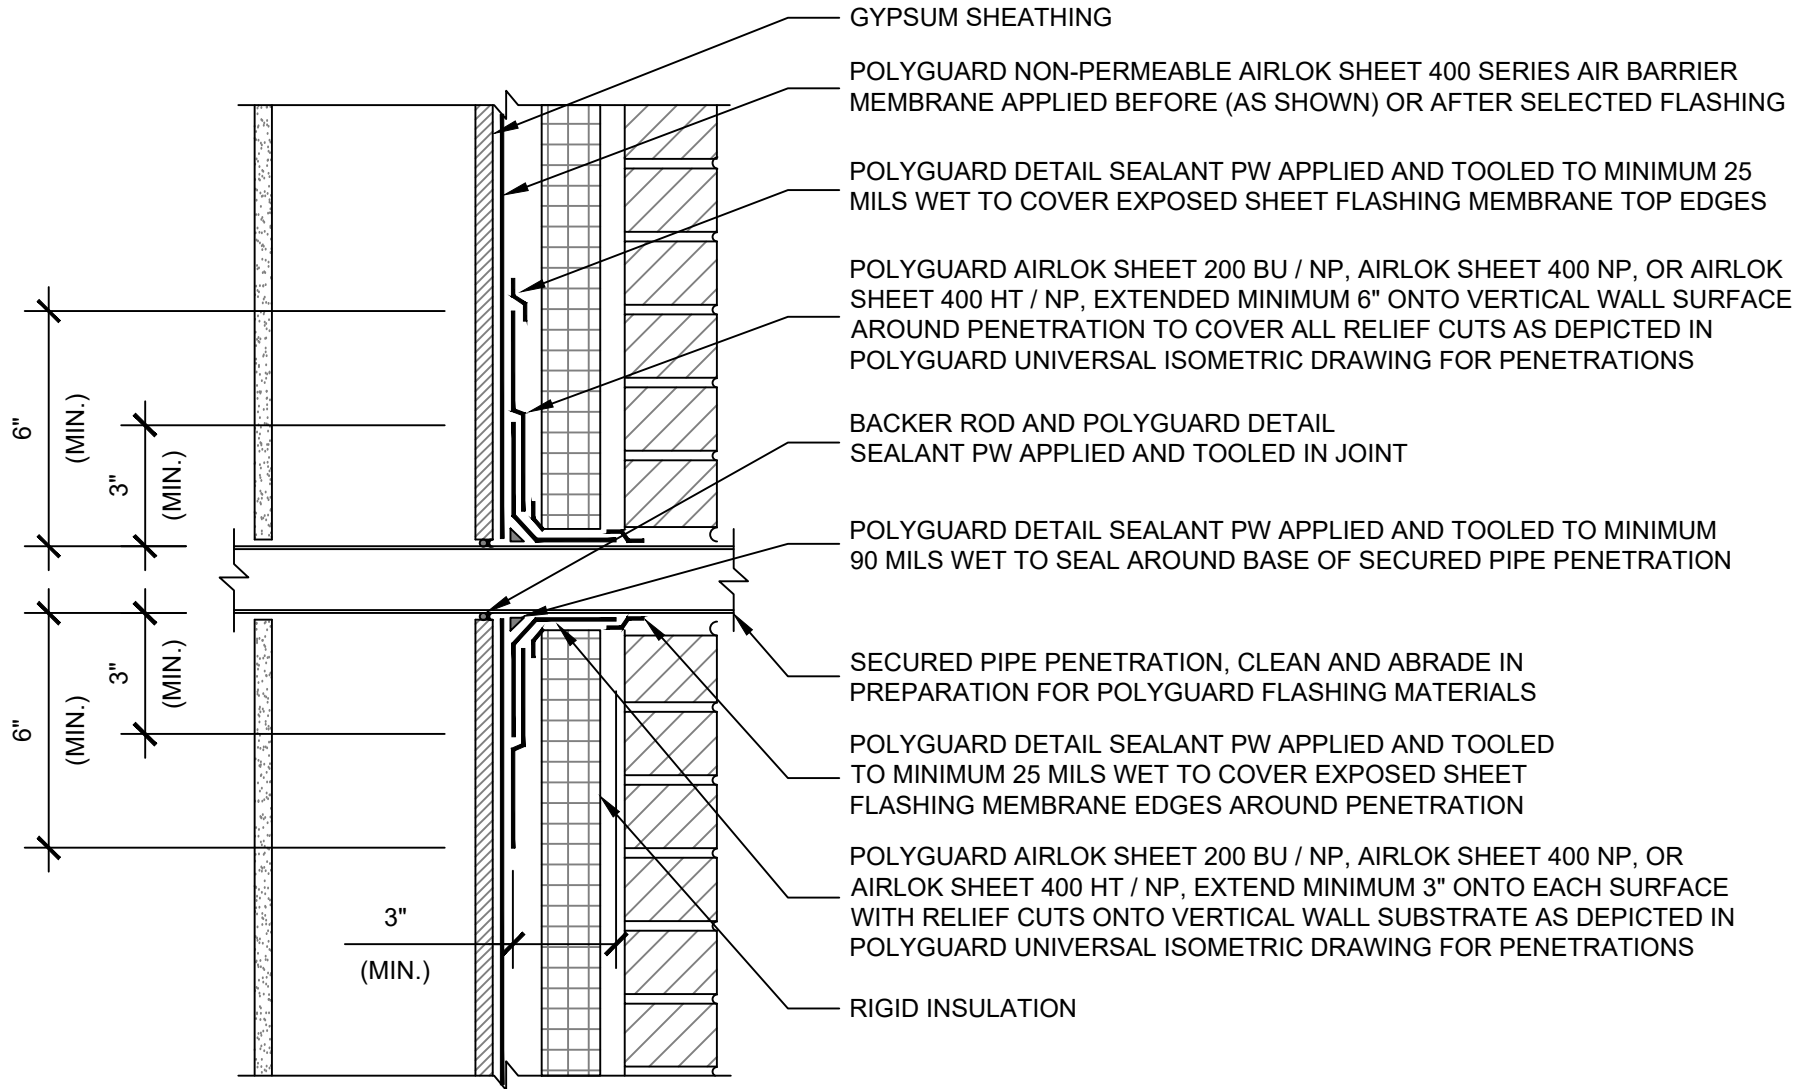 GYPSUM SHEATHING
POLYGUARD NON-PERMEABLE AIRLOK SHEET 400 SERIES AIR BARRIER
MEMBRANE APPLIED BEFORE (AS SHOWN) OR AFTER SELECTED FLASHING
POLYGUARD DETAIL SEALANT PW APPLIED AND TOOLED TO MINIMUM 25
MILS WET TO COVER EXPOSED SHEET FLASHING MEMBRANE TOP EDGES
POLYGUARD AIRLOK SHEET 200 BU / NP, AIRLOK SHEET 400 NP, OR AIRLOK
SHEET 400 HT / NP, EXTENDED MINIMUM 6" ONTO VERTICAL WALL SURFACE
AROUND PENETRATION TO COVER ALL RELIEF CUTS AS DEPICTED IN
POLYGUARD UNIVERSAL ISOMETRIC DRAWING FOR PENETRATIONS
BACKER ROD AND POLYGUARD DETAIL
SEALANT PW APPLIED AND TOOLED IN JOINT
POLYGUARD DETAIL SEALANT PW APPLIED AND TOOLED TO MINIMUM
90 MILS WET TO SEAL AROUND BASE OF SECURED PIPE PENETRATION
SECURED PIPE PENETRATION, CLEAN AND ABRADE IN
PREPARATION FOR POLYGUARD FLASHING MATERIALS
POLYGUARD DETAIL SEALANT PW APPLIED AND TOOLED
TO MINIMUM 25 MILS WET TO COVER EXPOSED SHEET
FLASHING MEMBRANE EDGES AROUND PENETRATION
POLYGUARD AIRLOK SHEET 200 BU / NP, AIRLOK SHEET 400 NP, OR
AIRLOK SHEET 400 HT / NP, EXTEND MINIMUM 3" ONTO EACH SURFACE
WITH RELIEF CUTS ONTO VERTICAL WALL SUBSTRATE AS DEPICTED IN
POLYGUARD UNIVERSAL ISOMETRIC DRAWING FOR PENETRATIONS
RIGID INSULATION
6"
(MIN.)
3"
(MIN.)
6"
(MIN.)
3"
(MIN.)
3"
(MIN.)